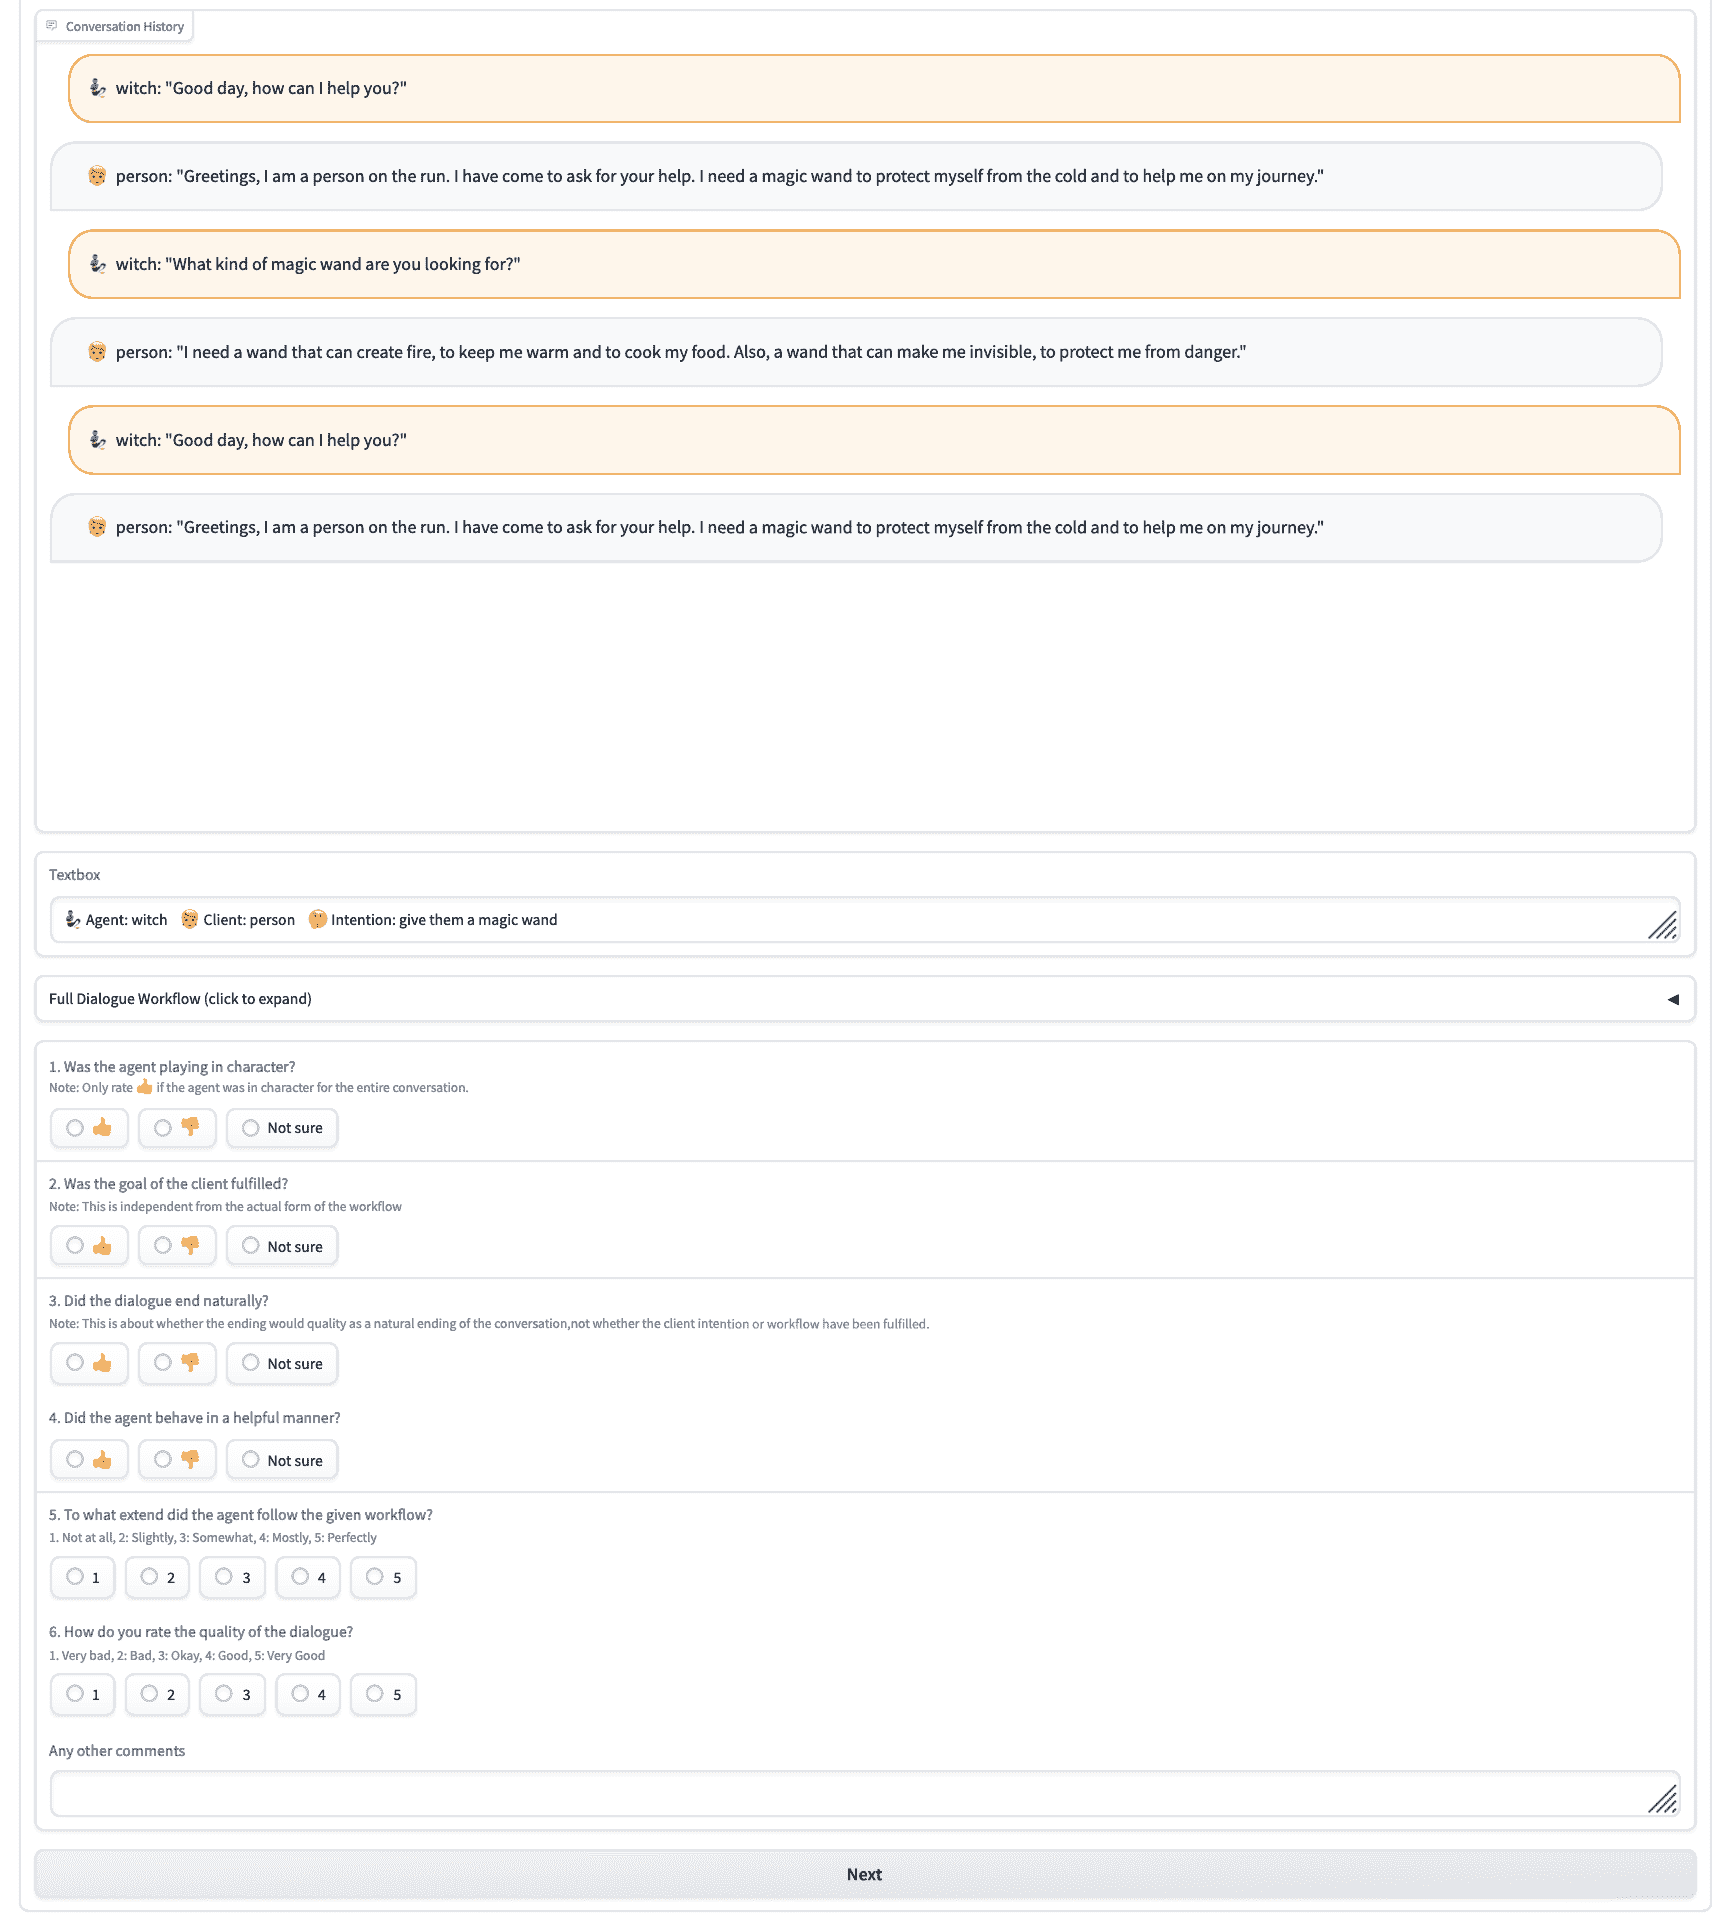 Conversation History
witch: "Good day, how can I help you?"
person: "Greetings, I am a person on the run. I have come to ask for your help. I need a magic wand to protect myself from the cold and to help me on my journey."
witch: "What kind of magic wand are you looking for?"
person: "I need a wand that can create fire, to keep me warm and to cook my food. Also, a wand that can make me invisible, to protect me from danger."
witch: "Good day, how can I help you?"
person: "Greetings, I am a person on the run. I have come to ask for your help. I need a magic wand to protect myself from the cold and to help me on my journey."
Textbox
Agent: witch Client: person Intention: give them a magic wand
Full Dialogue Workflow (click to expand)
1. Was the agent playing in character?
Note: Only rate 👍 if the agent was in character for the entire conversation.
👍 👎 Not sure
2. Was the goal of the client fulfilled?
Note: This is independent from the actual form of the workflow
👍 👎 Not sure
3. Did the dialogue end naturally?
Note: This is about whether the ending would quality as a natural ending of the conversation,not whether the client intention or workflow have been fulfilled.
👍 👎 Not sure
4. Did the agent behave in a helpful manner?
👍 👎 Not sure
5. To what extend did the agent follow the given workflow?
1. Not at all, 2: Slightly, 3: Somewhat, 4: Mostly, 5: Perfectly
1 2 3 4 5
6. How do you rate the quality of the dialogue?
1. Very bad, 2: Bad, 3: Okay, 4: Good, 5: Very Good
1 2 3 4 5
Any other comments
Next